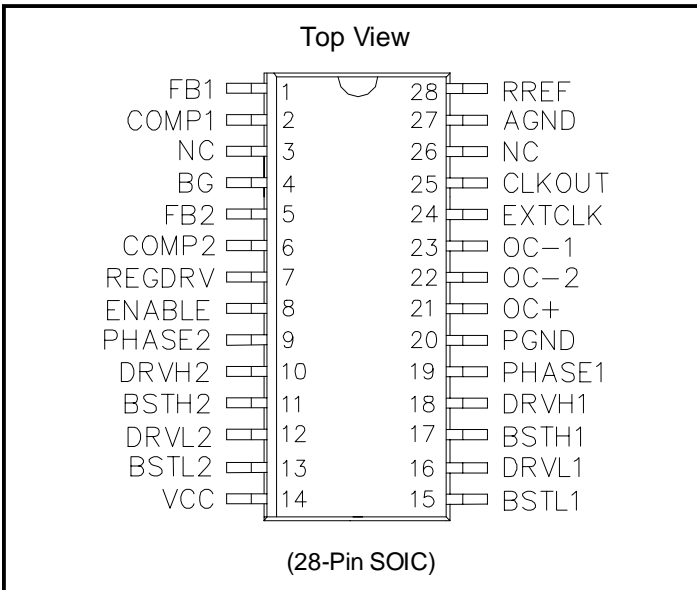 Top View
FB1 1 28 RREF
COMP1 2 27 AGND
NC 3 26 NC
BG 4 25 CLKOUT
FB2 5 24 EXTCLK
COMP2 6 23 OC-1
REGDRV 7 22 OC-2
ENABLE 8 21 OC+
PHASE2 9 20 PGND
DRVH2 10 19 PHASE1
BSTH2 11 18 DRVH1
DRVL2 12 17 BSTH1
BSTL2 13 16 DRVL1
VCC 14 15 BSTL1
(28-Pin SOIC)